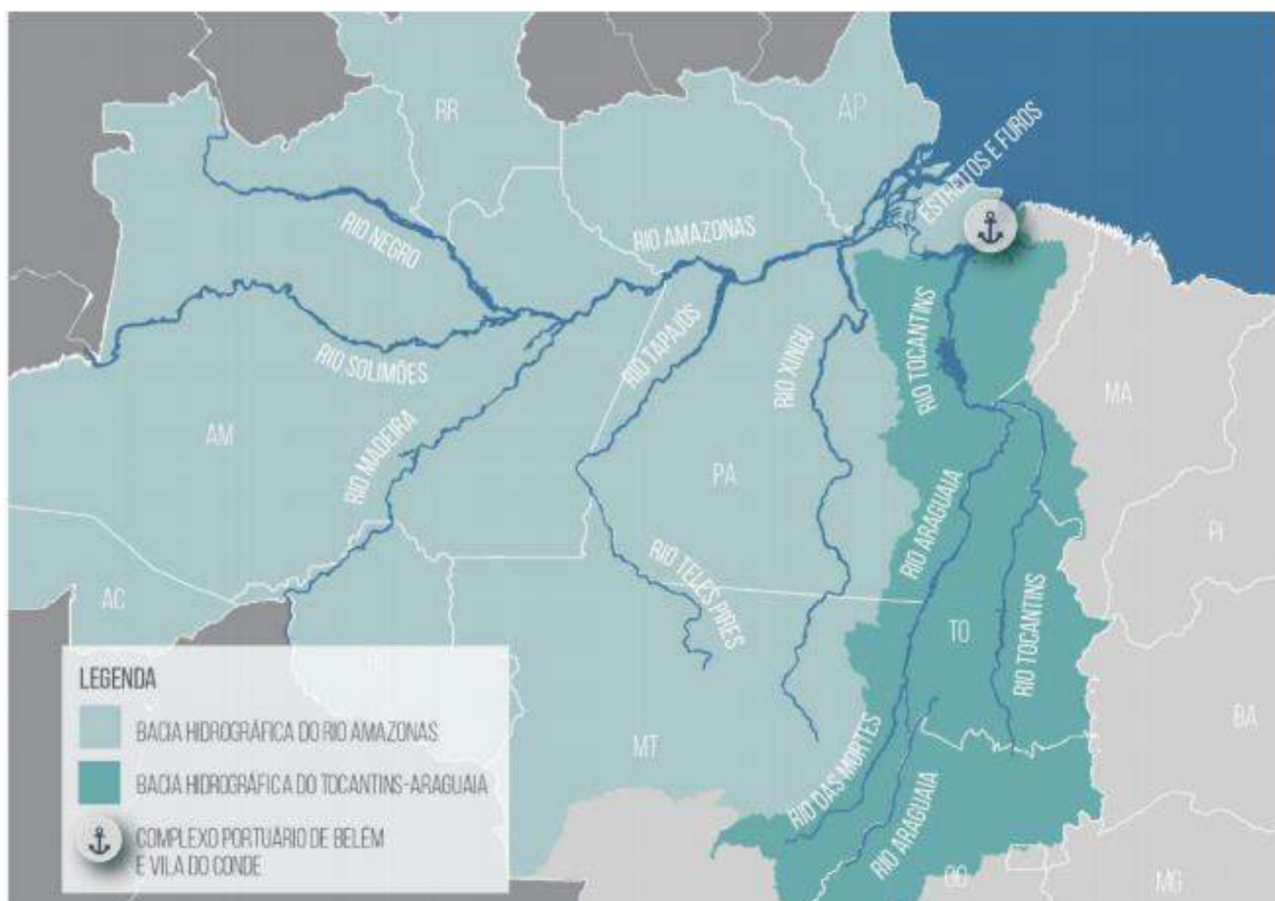 RR
AP
ESTREITOS E FUROS
RIO NEGRO
RIO AMAZONAS
RIO SOLIMÕES
RIO TAPAJÓS
RIO XINGU
RIO TOCANTINS
MA
AM
RIO MADEIRA
PA
PI
RIO ARAGUAIA
RIO TELES PIRES
AC
TO
RIO TOCANTINS
BA
MT
RIO DAS MORTES
RIO ARAGUAIA
GO
MG
LEGENDA
BACIA HIDROGRÁFICA DO RIO AMAZONAS
BACIA HIDROGRÁFICA DO TOCANTINS-ARAGUAIA
COMPLEXO PORTUÁRIO DE BELÉM
E VILA DO CONDE